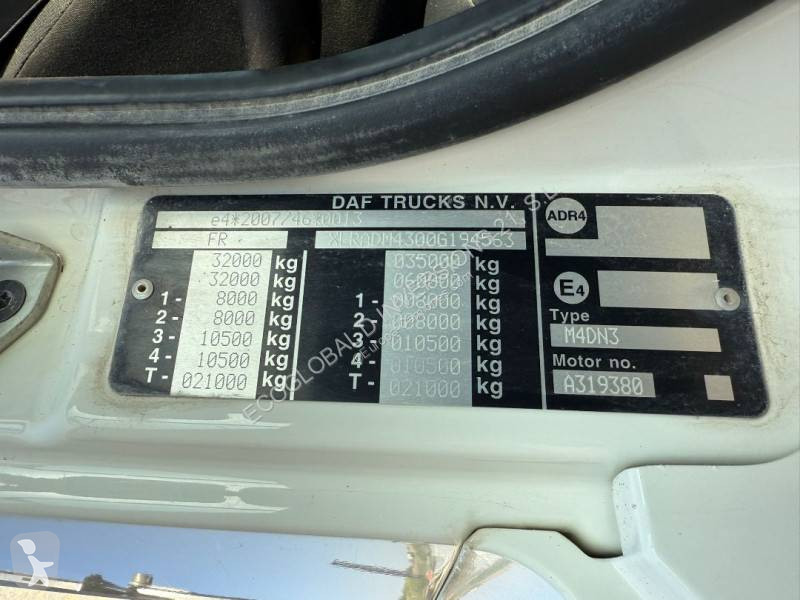 DAF TRUCKS N.V.
e4*2007/46*0013
FR
32000 kg 035000 kg
32000 kg 060000 kg
1- 8000 kg 1- 008000 kg
2- 8000 kg 2- 008000 kg
3- 10500 kg 3- 010500 kg
4- 10500 kg 4- 010500 kg
T- 021000 kg T- 021000 kg
ADR4
E4
Type
M4DN3
Motor no.
A319380